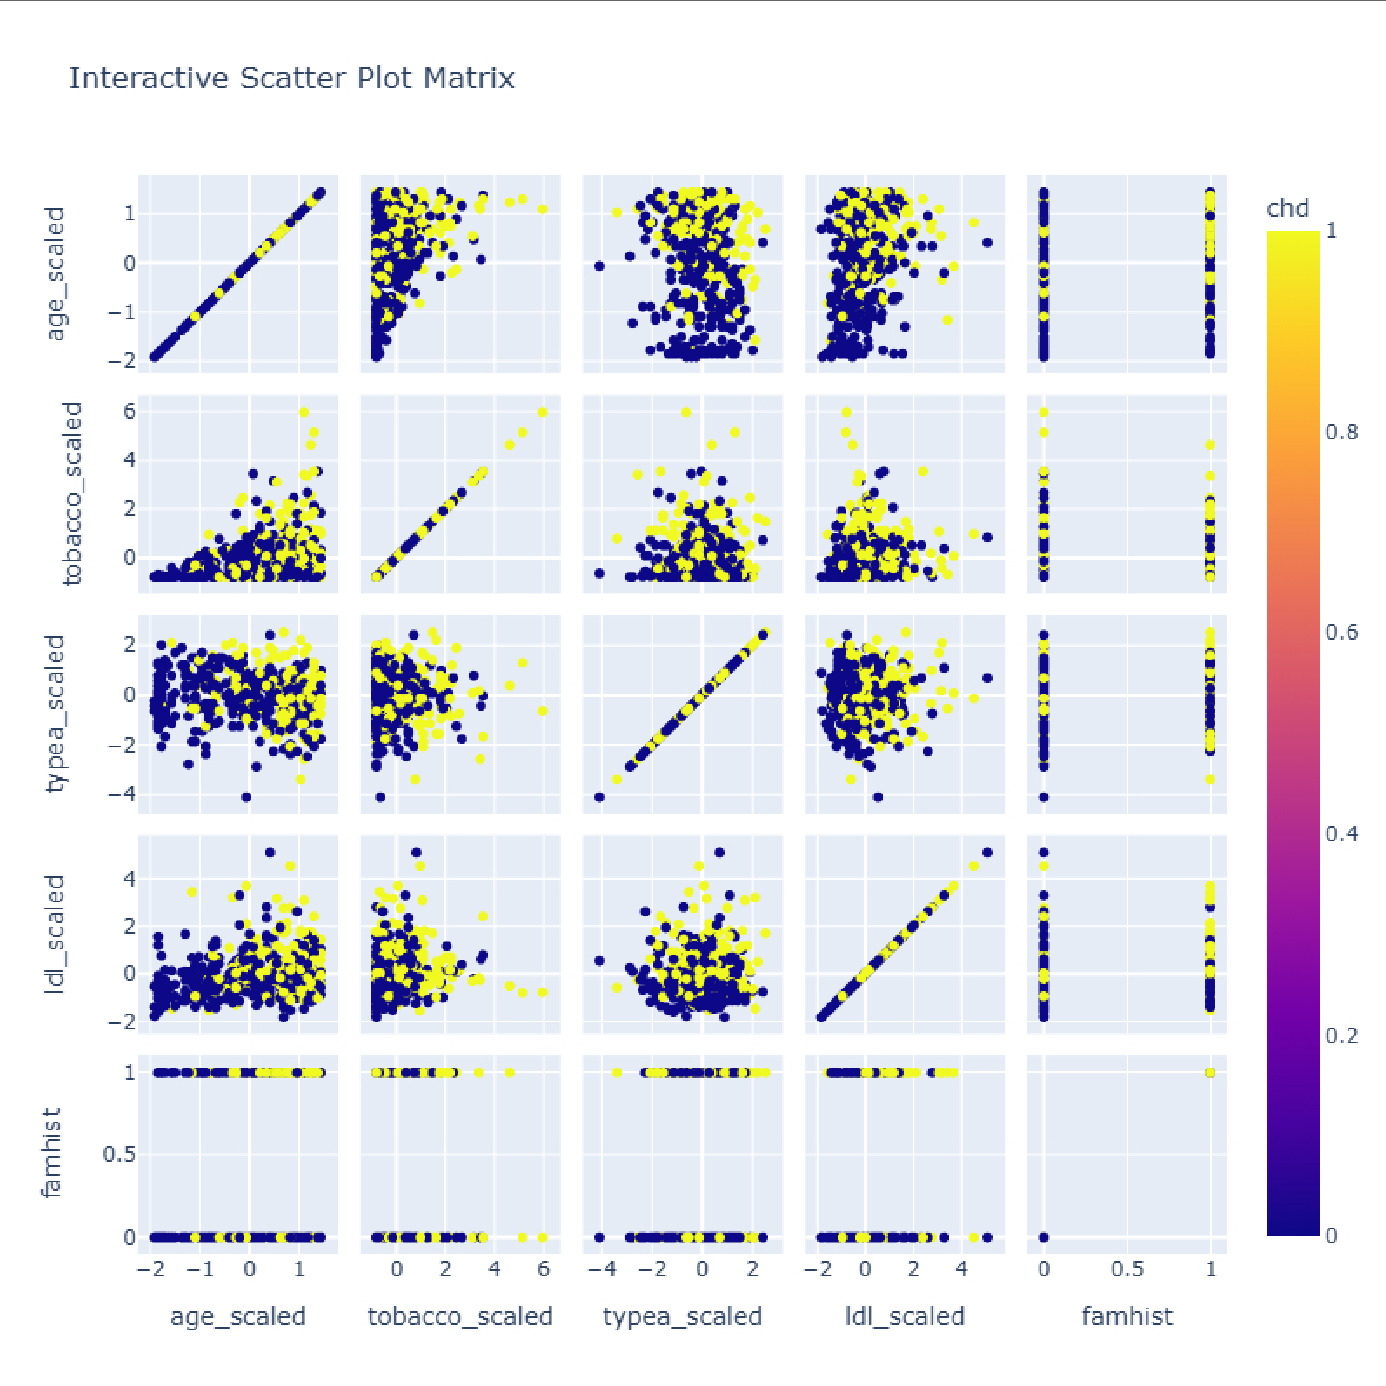 Interactive Scatter Plot Matrix
chd
age_scaled
1
0
−1
−2
tobacco_scaled
6
4
2
0
typea_scaled
2
0
−2
−4
ldl_scaled
4
2
0
−2
famhist
1
0.5
0
−2 −1 0 1
0 2 4 6
−4 −2 0 2
−2 0 2 4
0 0.5 1
age_scaled
tobacco_scaled
typea_scaled
ldl_scaled
famhist
1
0.8
0.6
0.4
0.2
0